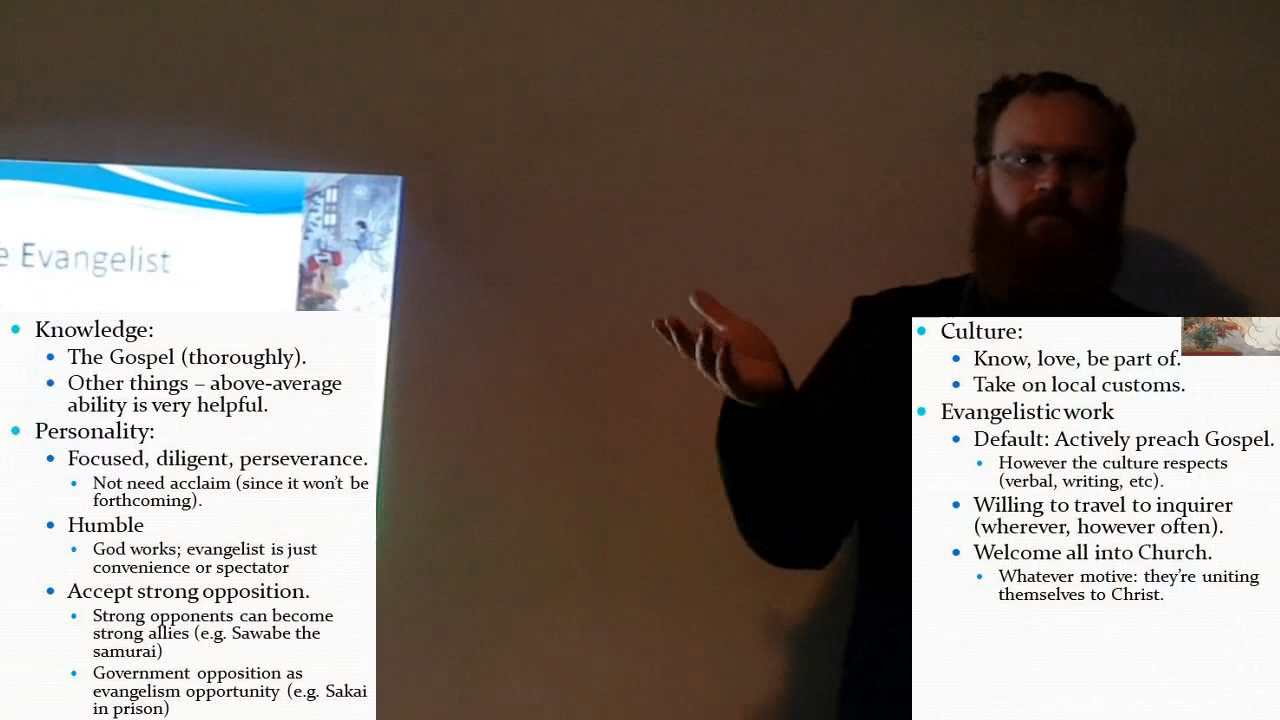 e Evangelist
• Knowledge:
• The Gospel (thoroughly).
• Other things – above-average
ability is very helpful.
• Personality:
• Focused, diligent, perseverance.
• Not need acclaim (since it won't be
forthcoming).
• Humble
• God works; evangelist is just
convenience or spectator
• Accept strong opposition.
• Strong opponents can become
strong allies (e.g. Sawabe the
samurai)
• Government opposition as
evangelism opportunity (e.g. Sakai
in prison)
• Culture:
• Know, love, be part of.
• Take on local customs.
• Evangelistic work
• Default: Actively preach Gospel.
• However the culture respects
(verbal, writing, etc).
• Willing to travel to inquirer
(wherever, however often).
• Welcome all into Church.
• Whatever motive: they're uniting
themselves to Christ.